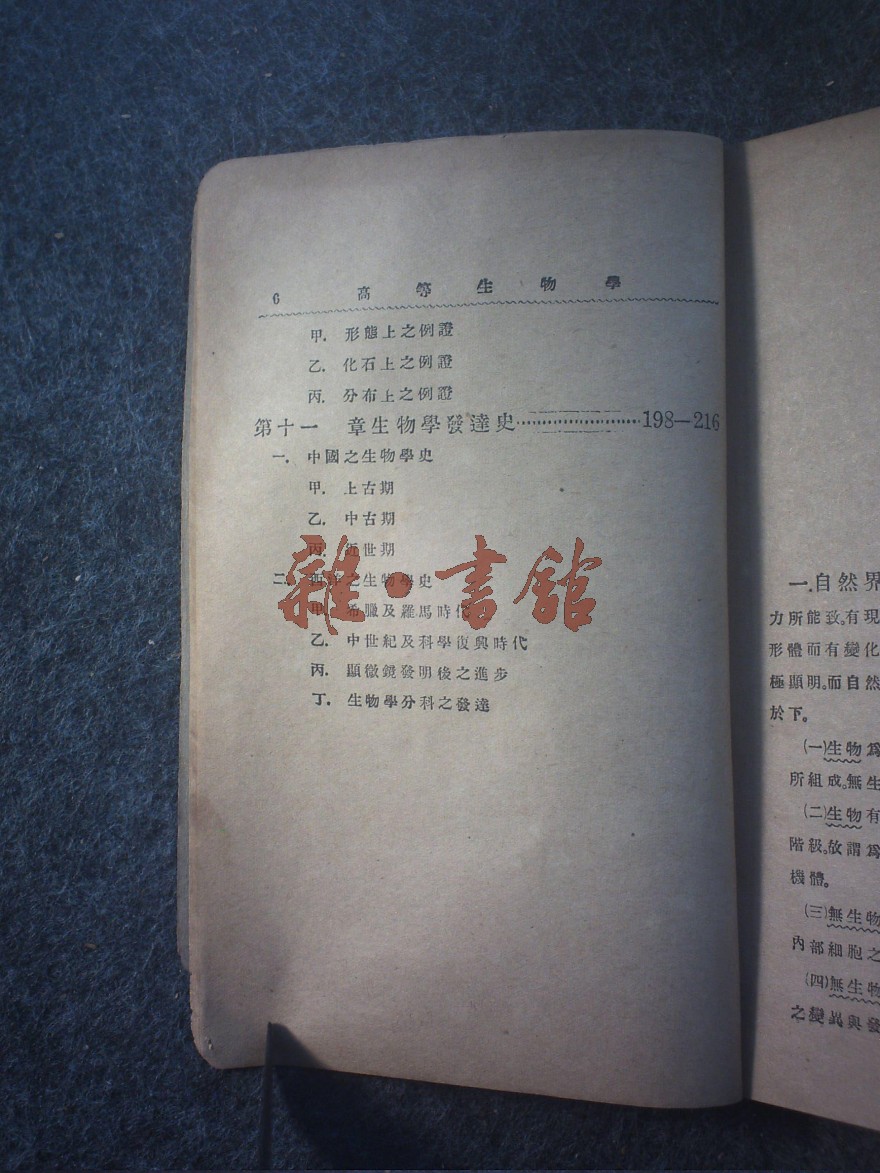 6 高等生物學
甲. 形態上之例證
乙. 化石上之例證
丙. 分布上之例證
第十一 章生物學發達史 198—216
一. 中國之生物學史
甲. 上古期
乙. 中古期
丙. 近世期
二. 西洋之生物學史
甲. 希臘及羅馬時代
乙. 中世紀及科學復興時代
丙. 顯微鏡發明後之進步
丁. 生物學分科之發達
雜·書館
一.自然界
力所能致。有現
形體而有變化
極顯明。而自然
於下。
(一)生物爲
所組成。無生
(二)生物有
階級。故謂爲
機體。
(三)無生物
內部細胞之
(四)無生物
之變異與發